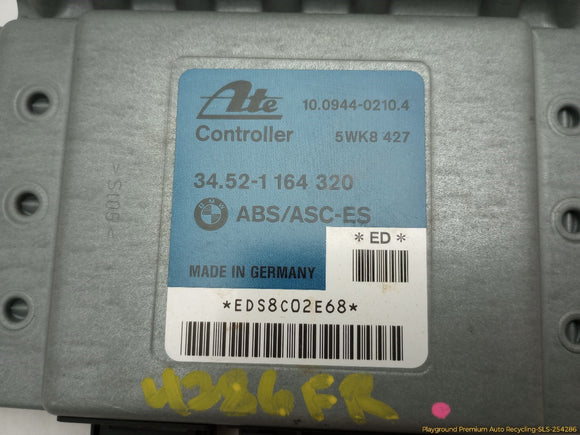 Ate
10.0944-0210.4
Controller
5WK8 427
34.52-1 164 320
BMW
ABS/ASC-ES
* ED *
MADE IN GERMANY
*EDS8C02E68*
4286FR
Playground Premium Auto Recycling-SLS-254286